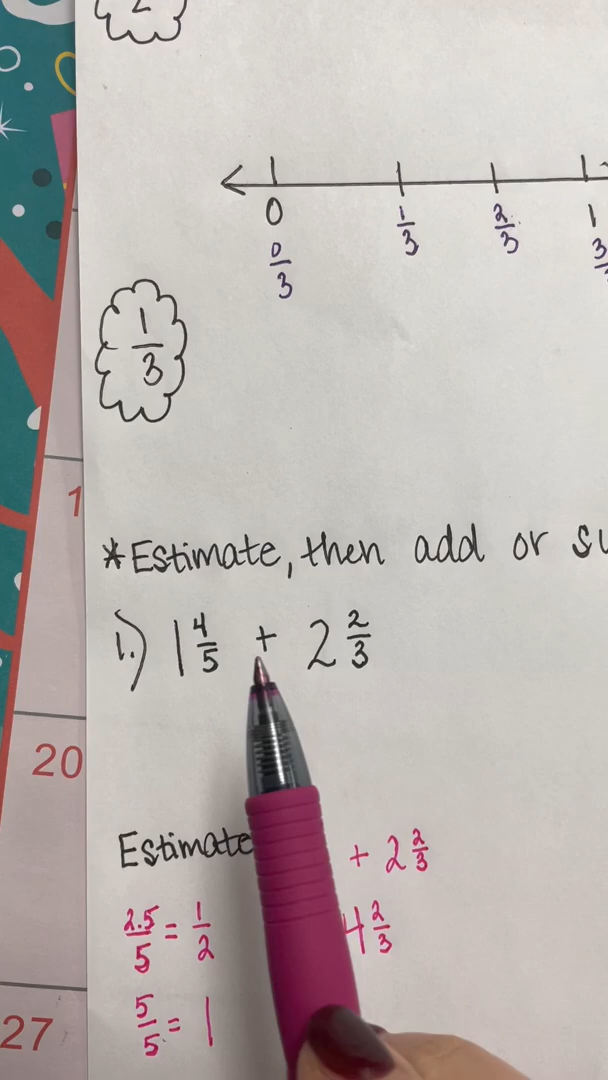 2
0 1/3 2/3 1
0/3 3
1/3
*Estimate, then add or su
1.) 1 4/5 + 2 2/3
Estimate + 2 2/3
2.5/5 = 1/2 4 2/3
5/5 = 1
1
20
27